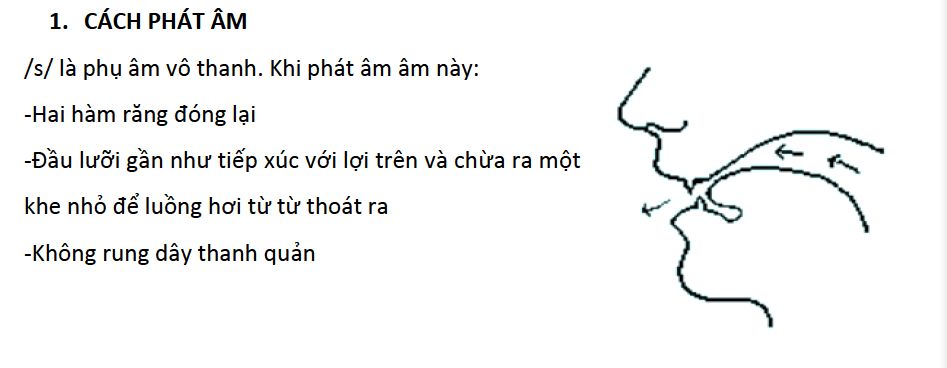 1. CÁCH PHÁT ÂM
/s/ là phụ âm vô thanh. Khi phát âm âm này:
-Hai hàm răng đóng lại
-Đầu lưỡi gần như tiếp xúc với lợi trên và chừa ra một
khe nhỏ để luồng hơi từ từ thoát ra
-Không rung dây thanh quản